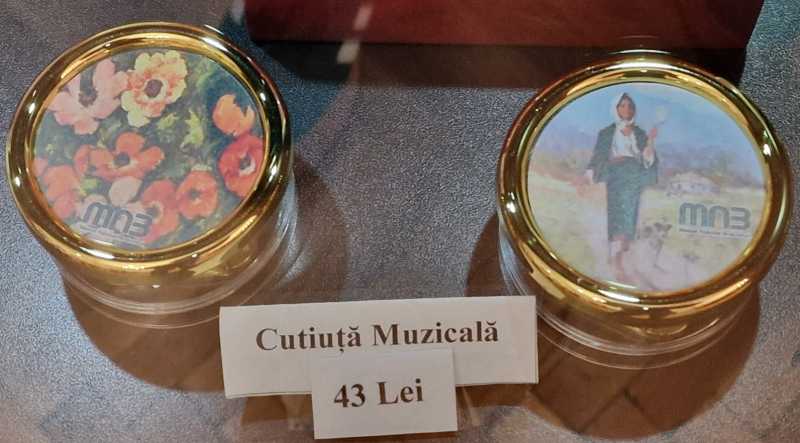 MNB
MNB
Cutiuță Muzicală
43 Lei